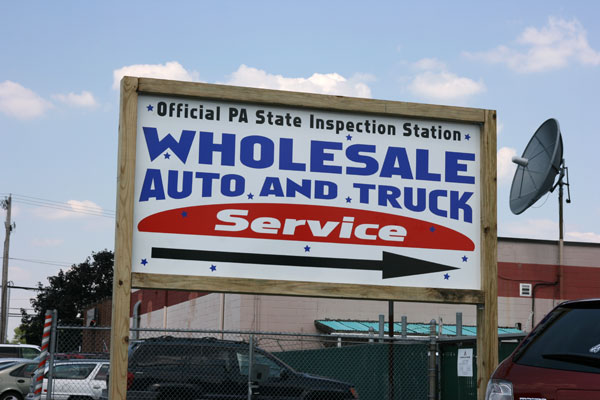 Official PA State Inspection Station
WHOLESALE
AUTO AND TRUCK
Service